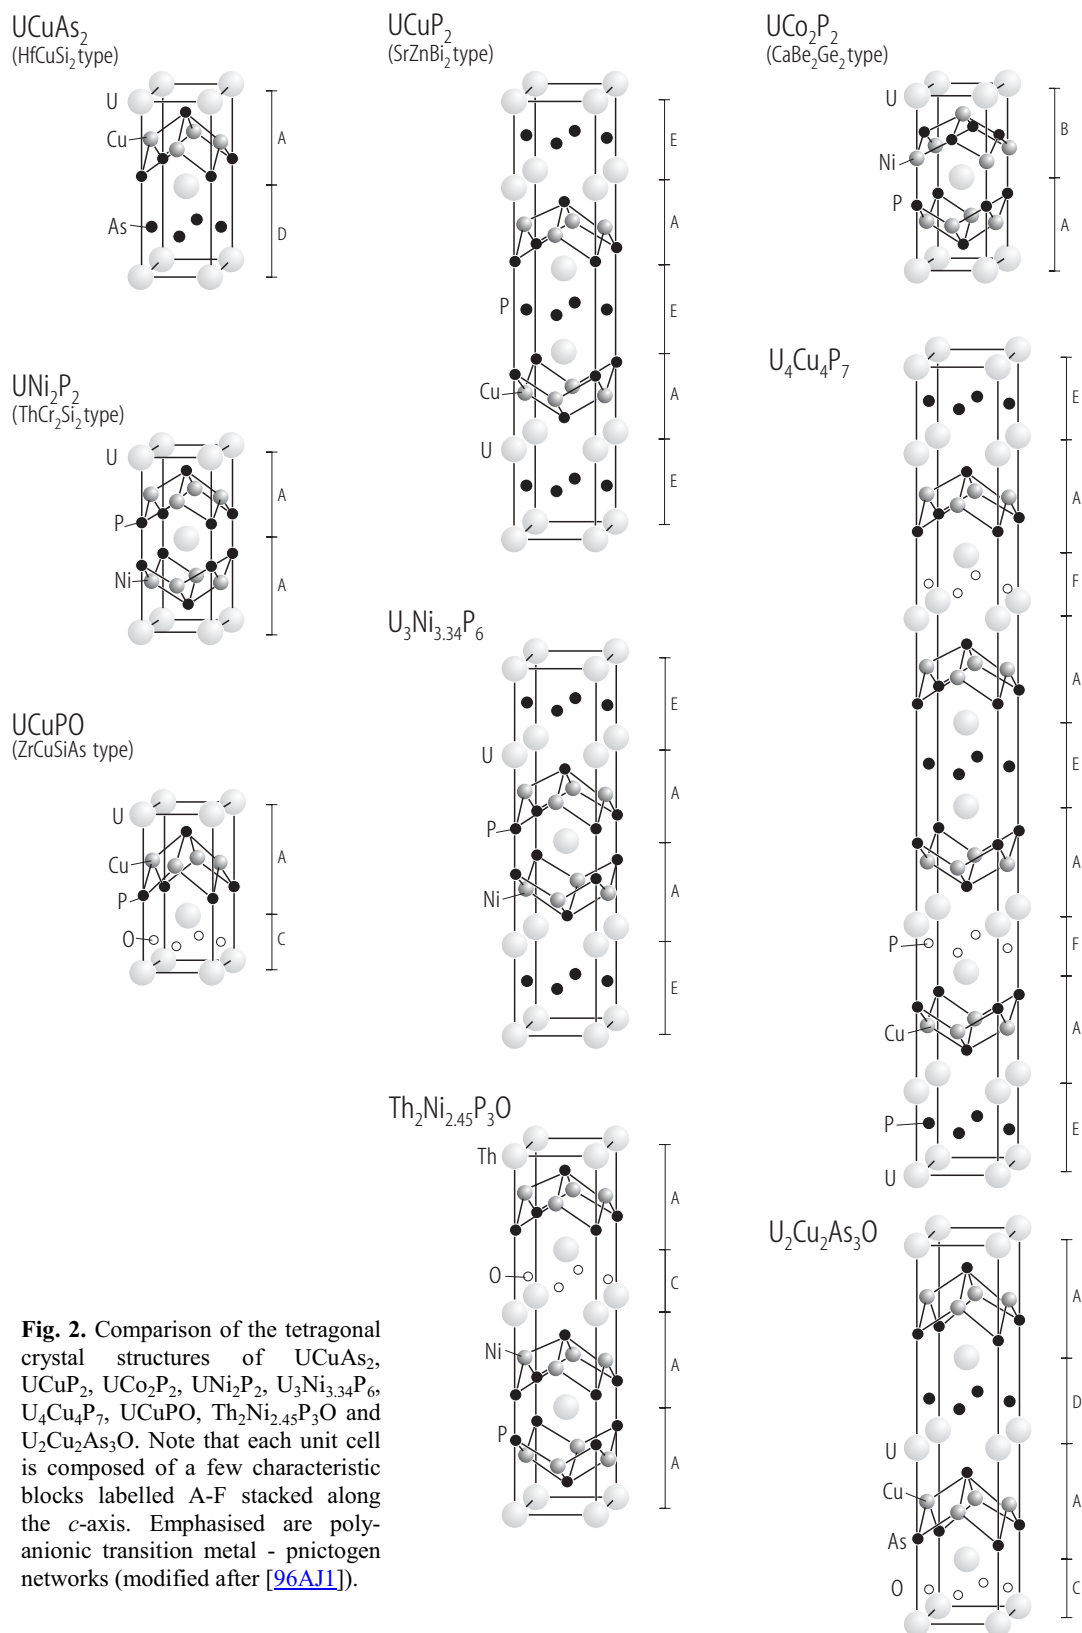 UCuAs₂
(HfCuSi₂ type)
U
Cu
As
A
D
UNi₂P₂
(ThCr₂Si₂ type)
U
P
Ni
A
A
UCuPO
(ZrCuSiAs type)
U
Cu
P
O
A
C
UCuP₂
(SrZnBi₂ type)
P
Cu
U
E
A
E
A
E
U₃Ni₃.₃₄P₆
U
P
Ni
E
A
A
E
Th₂Ni₂.₄₅P₃O
Th
O
Ni
P
A
C
A
A
UCo₂P₂
(CaBe₂Ge₂ type)
U
Ni
P
B
A
U₄Cu₄P₇
P
Cu
P
U
E
A
F
A
E
A
F
A
E
U₂Cu₂As₃O
U
Cu
As
O
A
D
A
C
Fig. 2. Comparison of the tetragonal
crystal structures of UCuAs₂,
UCuP₂, UCo₂P₂, UNi₂P₂, U₃Ni₃.₃₄P₆,
U₄Cu₄P₇, UCuPO, Th₂Ni₂.₄₅P₃O and
U₂Cu₂As₃O. Note that each unit cell
is composed of a few characteristic
blocks labelled A-F stacked along
the c-axis. Emphasised are poly-
anionic transition metal - pnictogen
networks (modified after [96AJ1]).